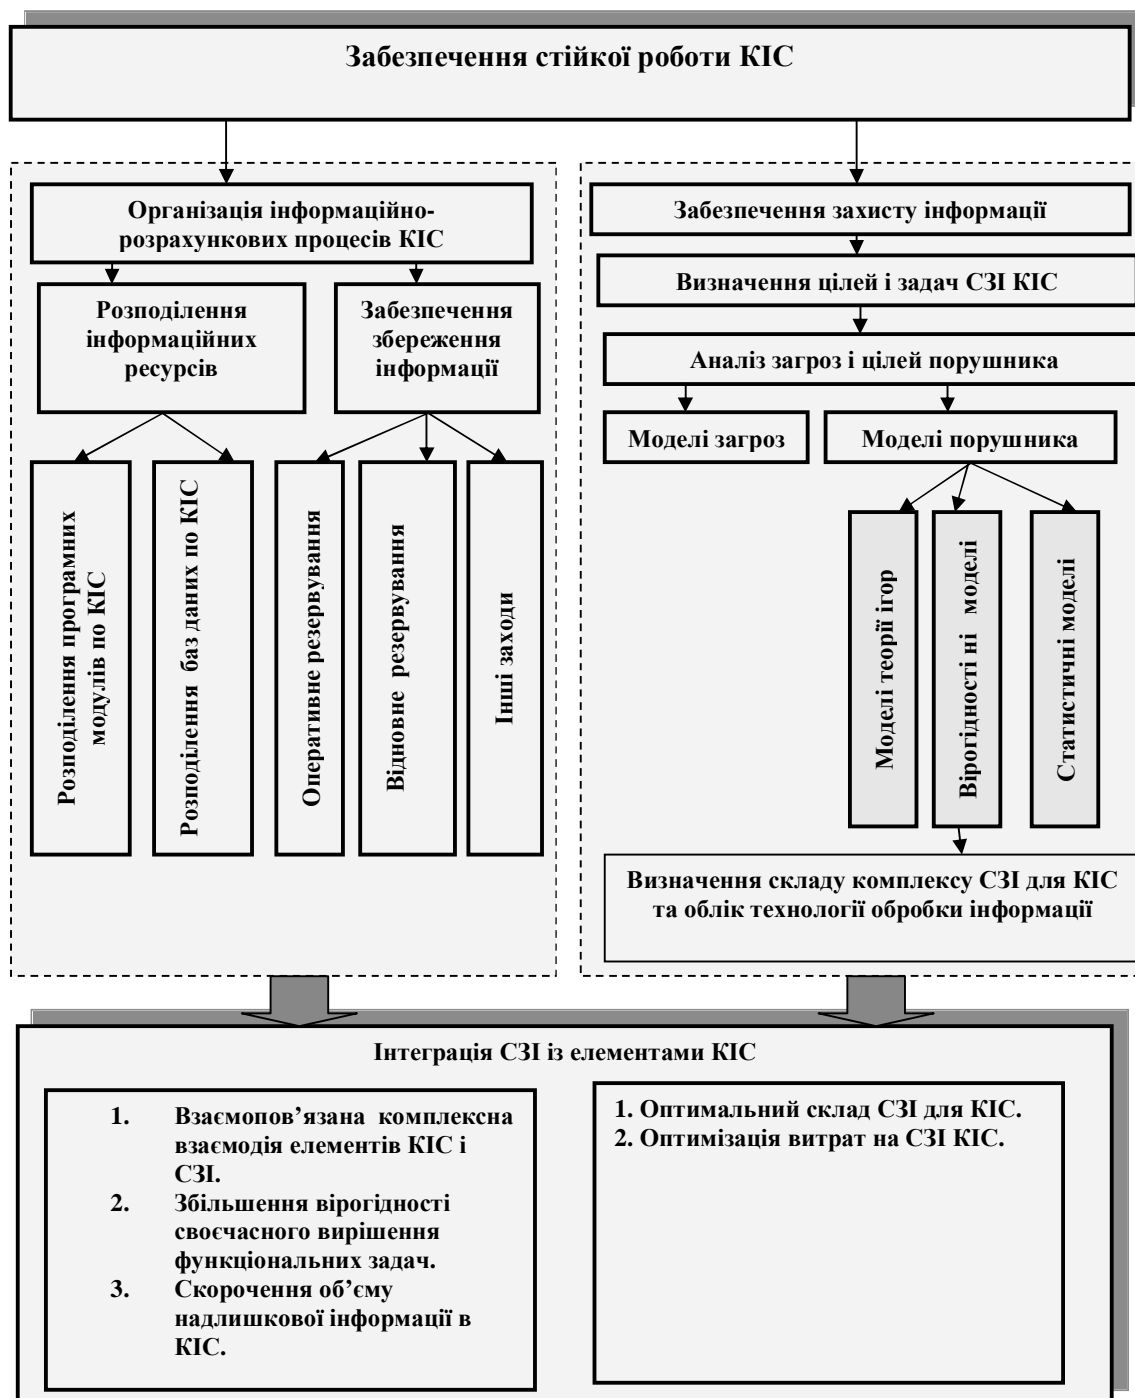 Забезпечення стійкої роботи КІС
Організація інформаційно-
розрахункових процесів КІС
Розподілення
інформаційних
ресурсів
Забезпечення
збереження
інформації
Розподілення програмних
модулів по КІС
Розподілення баз даних по КІС
Оперативне резервування
Відновне резервування
Інші заходи
Забезпечення захисту інформації
Визначення цілей і задач СЗІ КІС
Аналіз загроз і цілей порушника
Моделі загроз
Моделі порушника
Моделі теорії ігор
Вірогідності ні моделі
Статистичні моделі
Визначення складу комплексу СЗІ для КІС
та облік технології обробки інформації
Інтеграція СЗІ із елементами КІС
1. Взаємопов’язана комплексна
взаємодія елементів КІС і
СЗІ.
2. Збільшення вірогідності
своєчасного вирішення
функціональних задач.
3. Скорочення об’єму
надлишкової інформації в
КІС.
1. Оптимальний склад СЗІ для КІС.
2. Оптимізація витрат на СЗІ КІС.